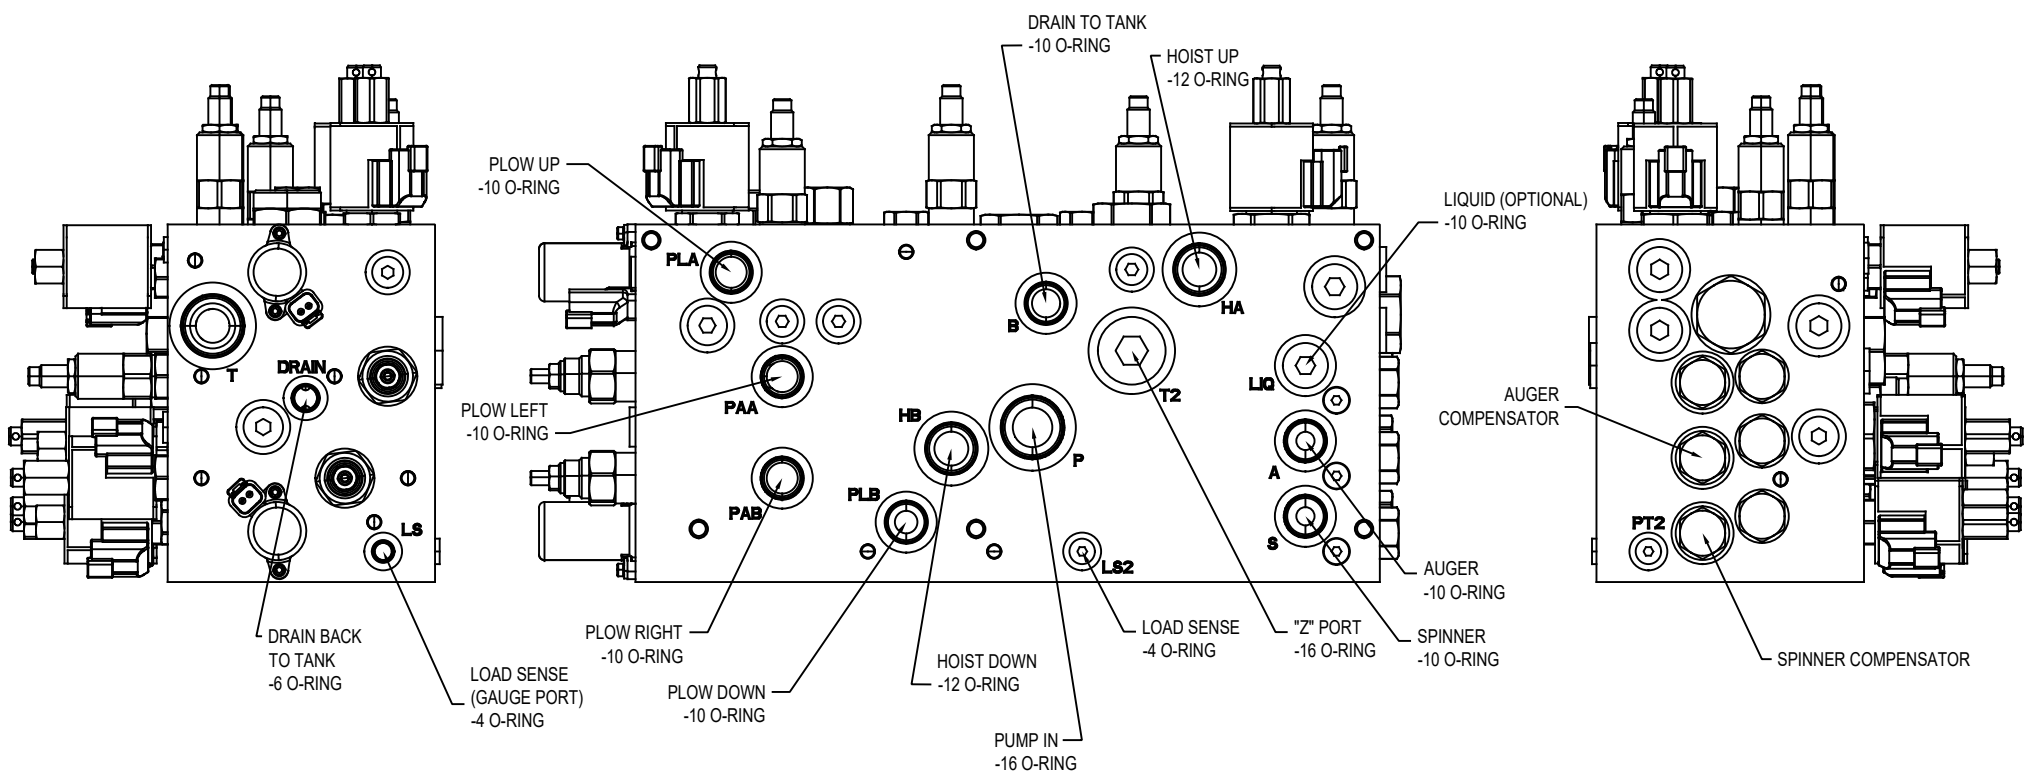 DRAIN TO TANK
-10 O-RING
HOIST UP
-12 O-RING
PLOW UP
-10 O-RING
LIQUID (OPTIONAL)
-10 O-RING
PLA
HA
B
T
DRAIN
T2
LIQ
PLOW LEFT
-10 O-RING
PAA
HB
P
AUGER
COMPENSATOR
A
PLB
PAB
LS
S
PT2
LS2
AUGER
-10 O-RING
DRAIN BACK
TO TANK
-6 O-RING
LOAD SENSE
(GAUGE PORT)
-4 O-RING
PLOW RIGHT
-10 O-RING
PLOW DOWN
-10 O-RING
HOIST DOWN
-12 O-RING
PUMP IN
-16 O-RING
LOAD SENSE
-4 O-RING
"Z" PORT
-16 O-RING
SPINNER
-10 O-RING
SPINNER COMPENSATOR